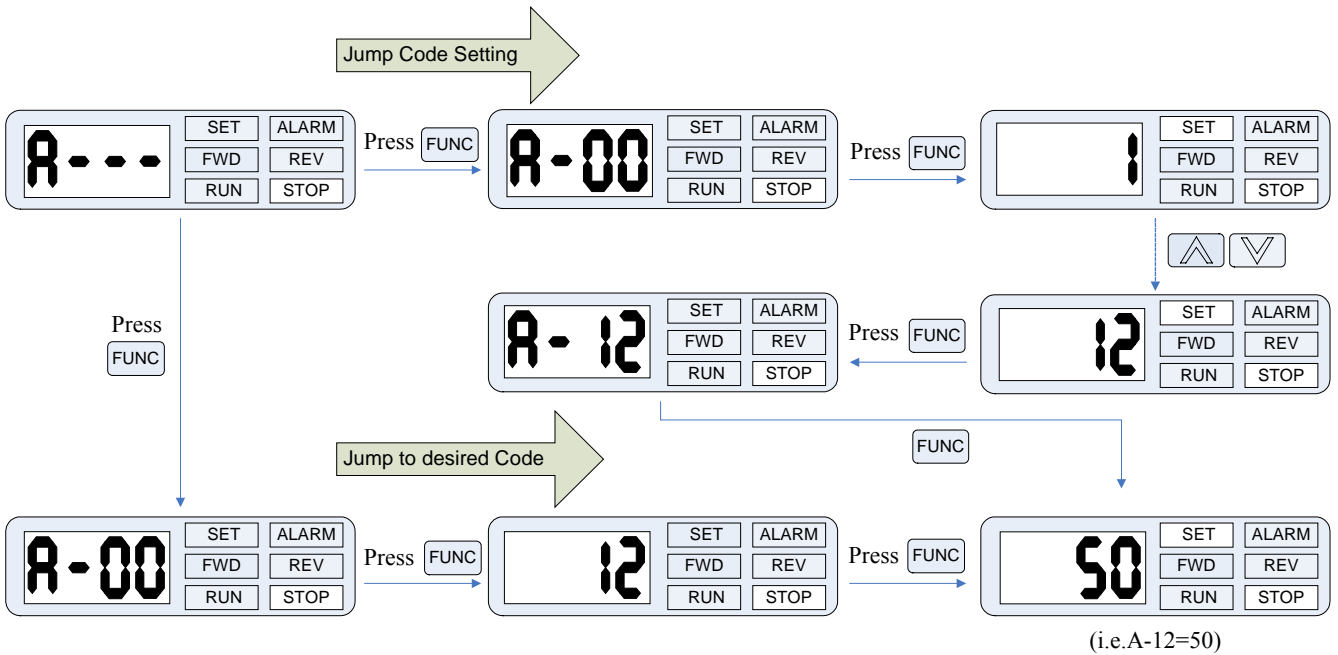 Jump Code Setting
A--- SET ALARM
FWD REV
RUN STOP
Press FUNC
A-00 SET ALARM
FWD REV
RUN STOP
Press FUNC
1 SET ALARM
FWD REV
RUN STOP
Press
FUNC
A-12 SET ALARM
FWD REV
RUN STOP
Press FUNC
12 SET ALARM
FWD REV
RUN STOP
FUNC
Jump to desired Code
A-00 SET ALARM
FWD REV
RUN STOP
Press FUNC
12 SET ALARM
FWD REV
RUN STOP
Press FUNC
50 SET ALARM
FWD REV
RUN STOP
(i.e.A-12=50)